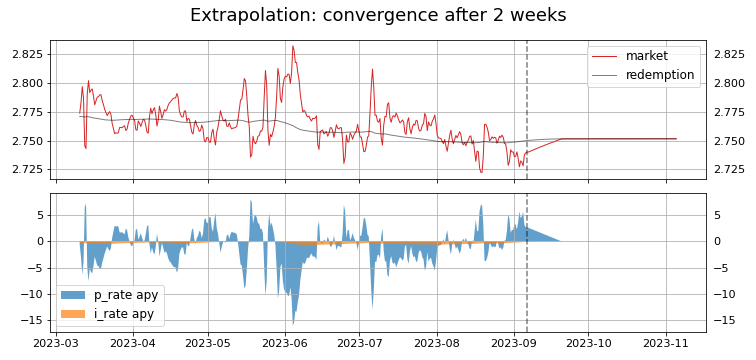 Extrapolation: convergence after 2 weeks
2.825 2.825
2.800 2.800
2.775 2.775
2.750 2.750
2.725 2.725
market
redemption
5 5
0 0
−5 −5
−10 −10
−15 −15
p_rate apy
i_rate apy
2023-03 2023-04 2023-05 2023-06 2023-07 2023-08 2023-09 2023-10 2023-11